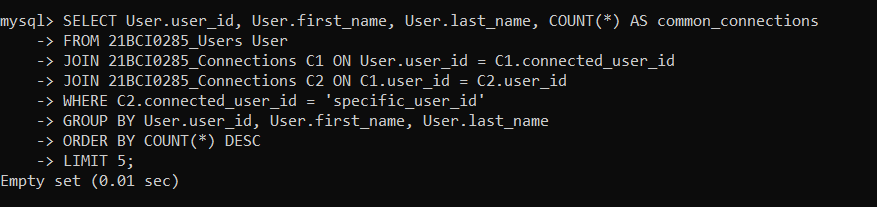 mysql> SELECT User.user_id, User.first_name, User.last_name, COUNT(*) AS common_connections
    -> FROM 21BCI0285_Users User
    -> JOIN 21BCI0285_Connections C1 ON User.user_id = C1.connected_user_id
    -> JOIN 21BCI0285_Connections C2 ON C1.user_id = C2.user_id
    -> WHERE C2.connected_user_id = 'specific_user_id'
    -> GROUP BY User.user_id, User.first_name, User.last_name
    -> ORDER BY COUNT(*) DESC
    -> LIMIT 5;
Empty set (0.01 sec)